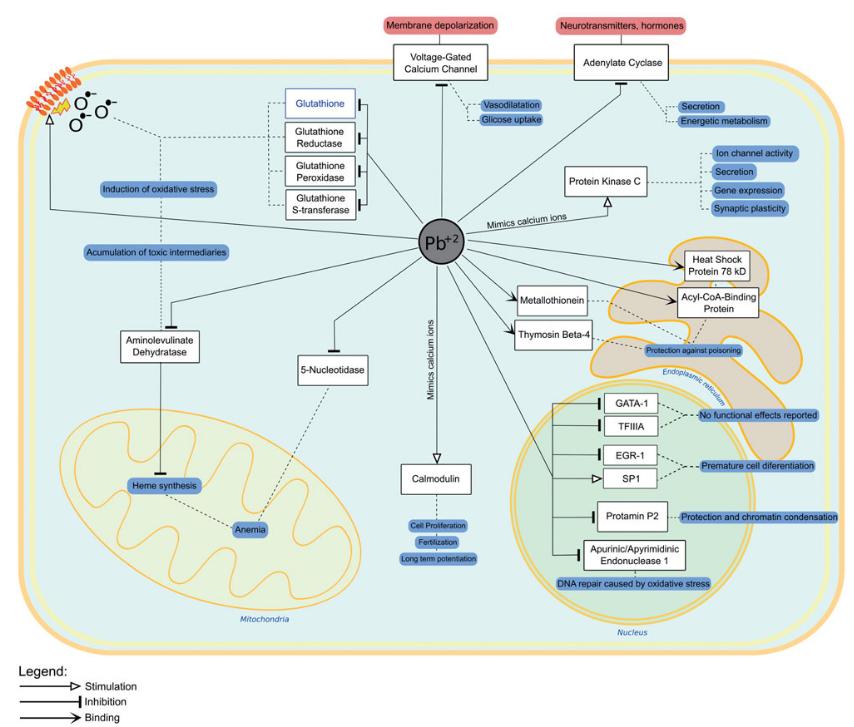 Membrane depolarization
Neurotransmitters, hormones
Voltage-Gated
Calcium Channel
Adenylate Cyclase
O•−
O•−
O•−
Glutathione
Glutathione
Reductase
Glutathione
Peroxidase
Glutathione
S-transferase
Vasodilatation
Glicose uptake
Secretion
Energetic metabolism
Ion channel activity
Secretion
Gene expression
Synaptic plasticity
Protein Kinase C
Induction of oxidative stress
Mimics calcium ions
Pb+2
Acumulation of toxic intermediaries
Heat Shock
Protein 78 kD
Metallothionein
Acyl-CoA-Binding
Protein
Thymosin Beta-4
Protection against poisoning
Aminolevulinate
Dehydratase
5-Nucleotidase
Mimics calcium ions
Endoplasmic reticulum
GATA-1
TFIIIA
No functional effects reported
EGR-1
SP1
Premature cell diferentiation
Calmodulin
Heme synthesis
Anemia
Cell Proliferation
Fertilization
Long term potentiation
Protamin P2
Protection and chromatin condensation
Apurinic/Apyrimidinic
Endonuclease 1
DNA repair caused by oxidative stress
Mitochondria
Nucleus
Legend:
Stimulation
Inhibition
Binding